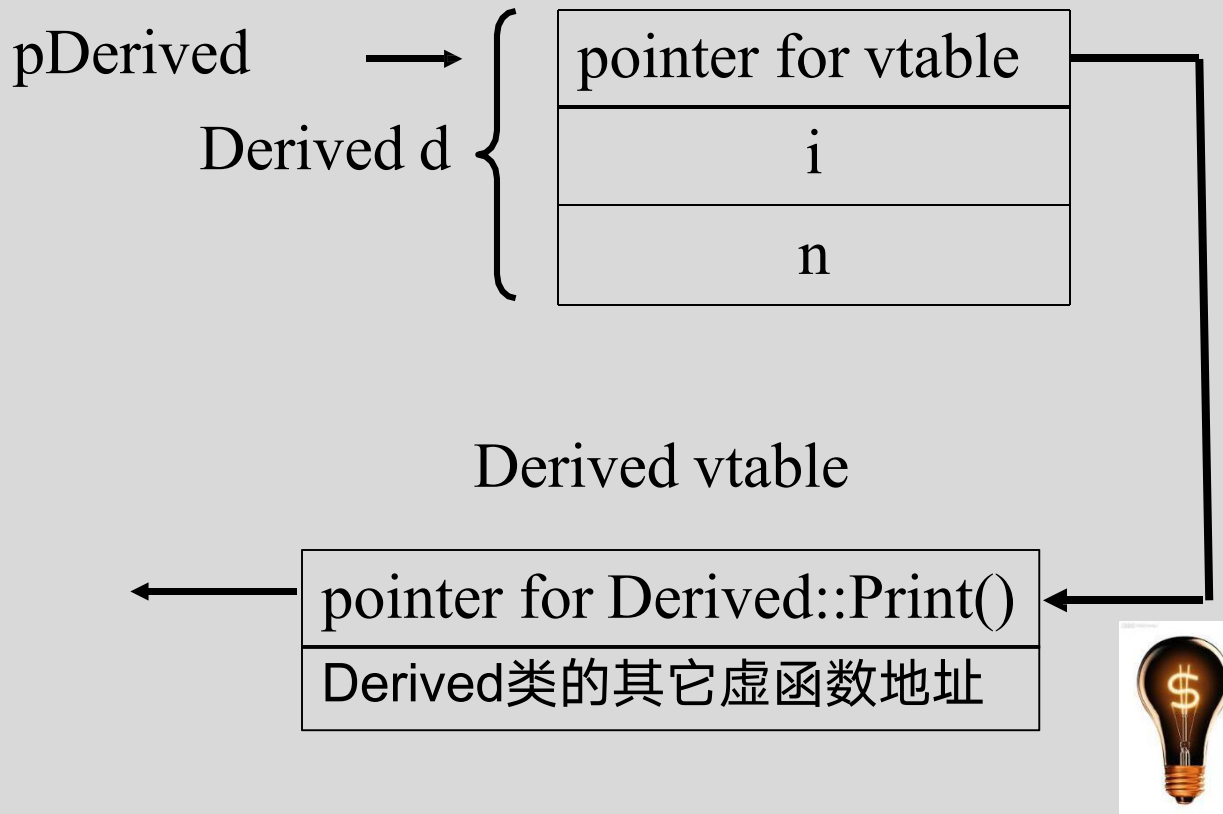 pDerived
pointer for vtable
Derived d
i
n
Derived vtable
pointer for Derived::Print()
Derived类的其它虚函数地址
$